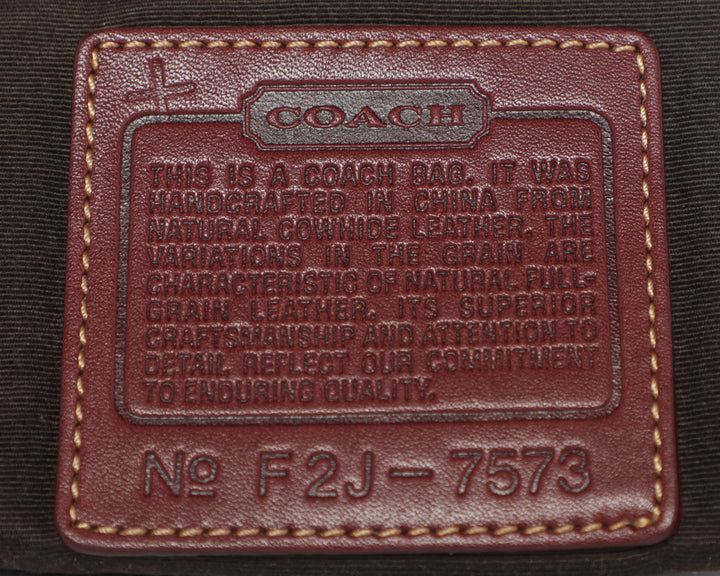 COACH
THIS IS A COACH BAG. IT WAS
HANDCRAFTED IN CHINA FROM
NATURAL COWHIDE LEATHER. THE
VARIATIONS IN THE GRAIN ARE
CHARACTERISTIC OF NATURAL FULL-
GRAIN LEATHER. ITS SUPERIOR
CRAFTSMANSHIP AND ATTENTION TO
DETAIL REFLECT OUR COMMITMENT
TO ENDURING QUALITY.
No F2J-7573